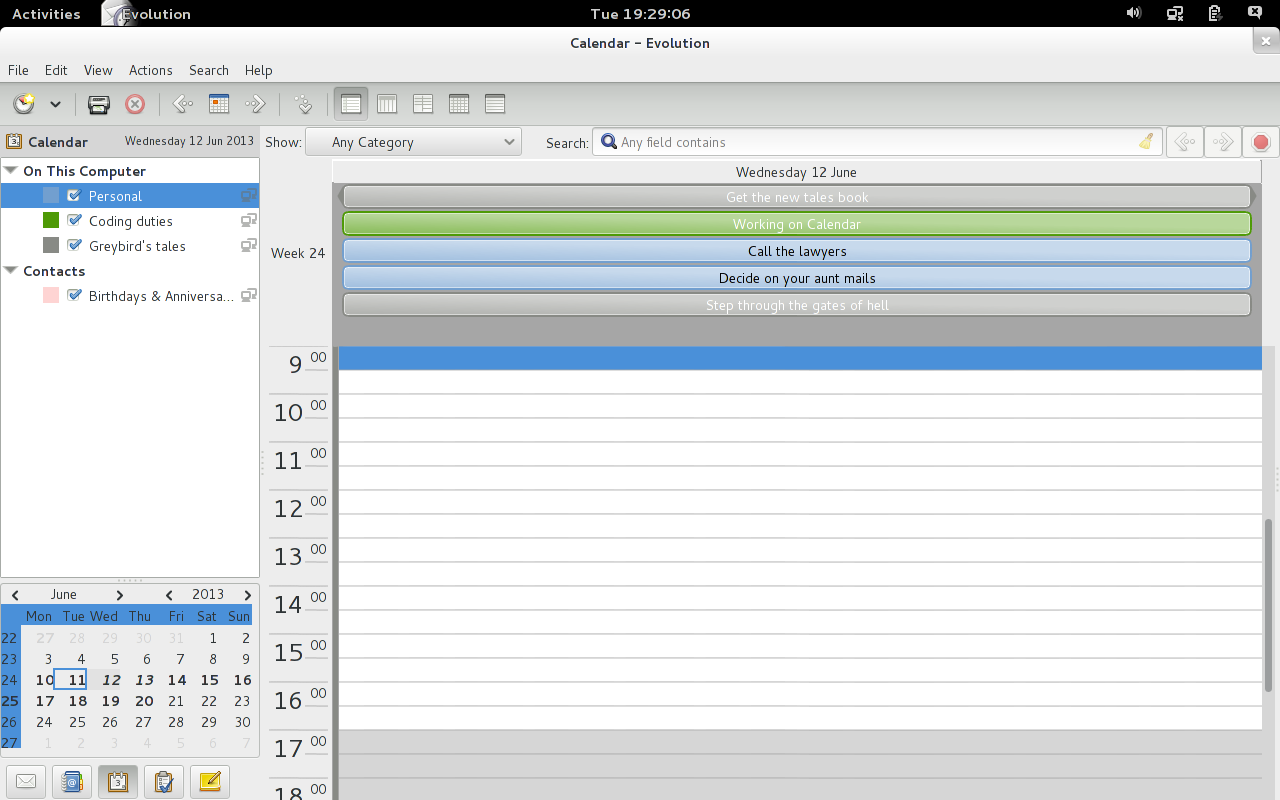 Activities Evolution Tue 19:29:06
Calendar - Evolution
File Edit View Actions Search Help
Calendar Wednesday 12 Jun 2013 Show: Any Category Search: Any field contains
On This Computer
Personal
Coding duties
Greybird's tales
Contacts
Birthdays & Anniversa...
Wednesday 12 June
Week 24
Get the new tales book
Working on Calendar
Call the lawyers
Decide on your aunt mails
Step through the gates of hell
9 00
10 00
11 00
12 00
13 00
14 00
15 00
16 00
17 00
18 00
June 2013
Mon Tue Wed Thu Fri Sat Sun
22 27 28 29 30 31 1 2
23 3 4 5 6 7 8 9
24 10 11 12 13 14 15 16
25 17 18 19 20 21 22 23
26 24 25 26 27 28 29 30
27 1 2 3 4 5 6 7